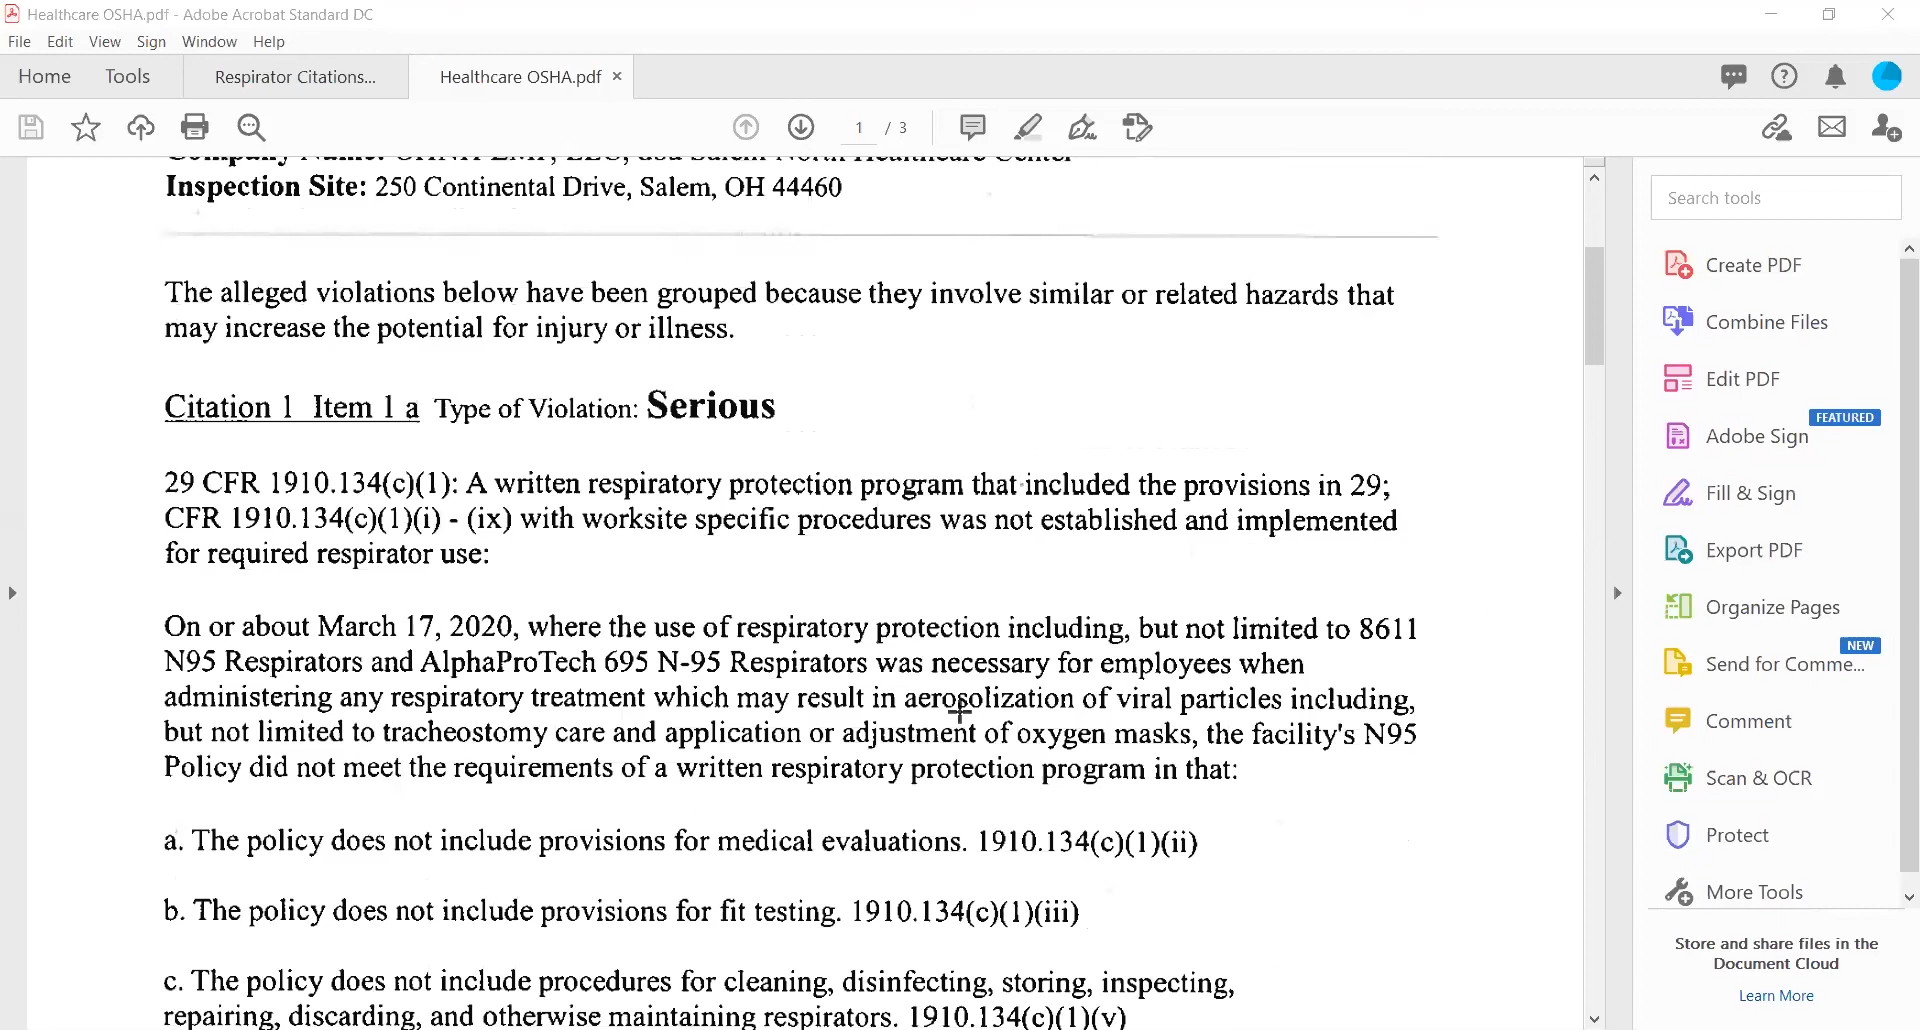 Healthcare OSHA.pdf - Adobe Acrobat Standard DC
File Edit View Sign Window Help
Home Tools Respirator Citations... Healthcare OSHA.pdf ×
1 / 3
Inspection Site: 250 Continental Drive, Salem, OH 44460
The alleged violations below have been grouped because they involve similar or related hazards that
may increase the potential for injury or illness.
Citation 1 Item 1 a Type of Violation: Serious
29 CFR 1910.134(c)(1): A written respiratory protection program that included the provisions in 29;
CFR 1910.134(c)(1)(i) - (ix) with worksite specific procedures was not established and implemented
for required respirator use:
On or about March 17, 2020, where the use of respiratory protection including, but not limited to 8611
N95 Respirators and AlphaProTech 695 N-95 Respirators was necessary for employees when
administering any respiratory treatment which may result in aerosolization of viral particles including,
but not limited to tracheostomy care and application or adjustment of oxygen masks, the facility's N95
Policy did not meet the requirements of a written respiratory protection program in that:
a. The policy does not include provisions for medical evaluations. 1910.134(c)(1)(ii)
b. The policy does not include provisions for fit testing. 1910.134(c)(1)(iii)
c. The policy does not include procedures for cleaning, disinfecting, storing, inspecting,
repairing, discarding, and otherwise maintaining respirators. 1910.134(c)(1)(v)
Search tools
Create PDF
Combine Files
Edit PDF
FEATURED
Adobe Sign
Fill & Sign
Export PDF
Organize Pages
NEW
Send for Comme...
Comment
Scan & OCR
Protect
More Tools
Store and share files in the
Document Cloud
Learn More